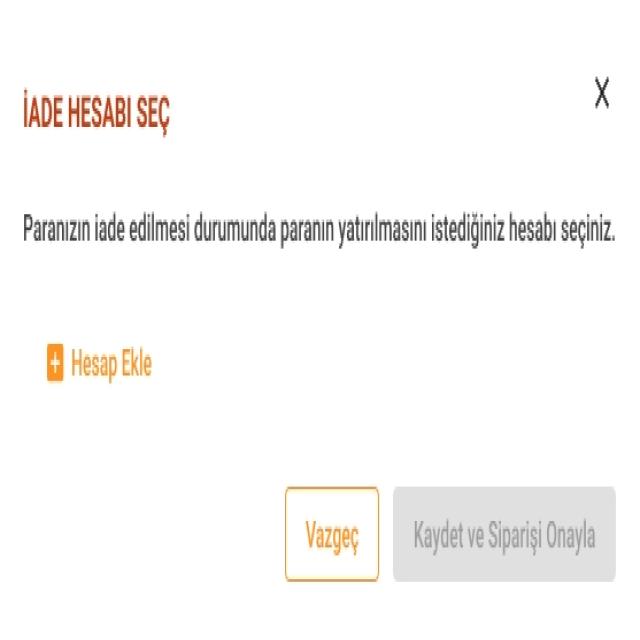 İADE HESABI SEÇ
X
Paranızın iade edilmesi durumunda paranın yatırılmasını istediğiniz hesabı seçiniz.
+ Hesap Ekle
Vazgeç
Kaydet ve Siparişi Onayla